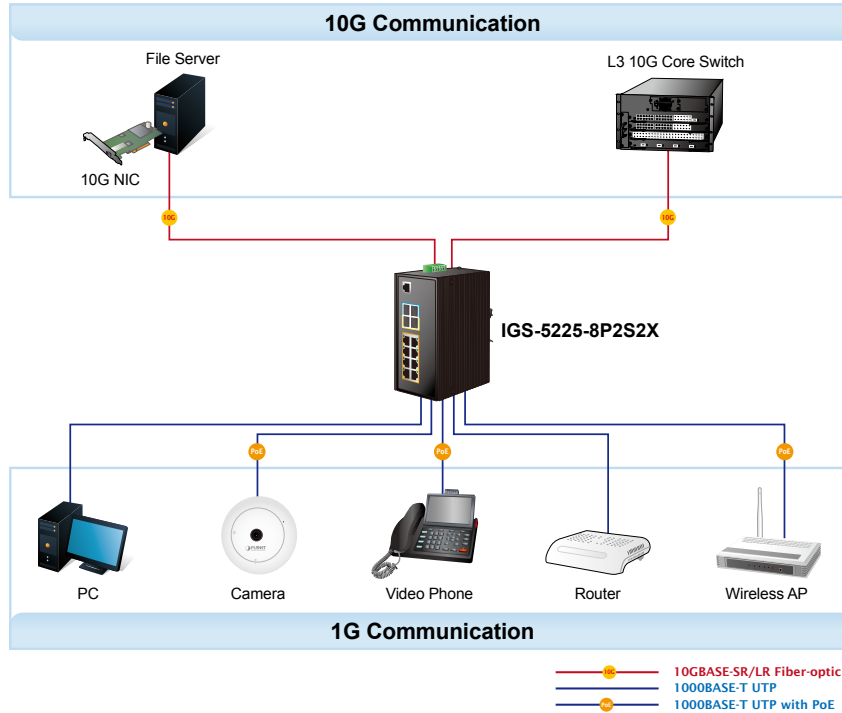 10G Communication
File Server
L3 10G Core Switch
10G NIC
10G
10G
IGS-5225-8P2S2X
PoE
PoE
PoE
PLANET
PC
Camera
Video Phone
Router
Wireless AP
1G Communication
10G
10GBASE-SR/LR Fiber-optic
1000BASE-T UTP
PoE
1000BASE-T UTP with PoE